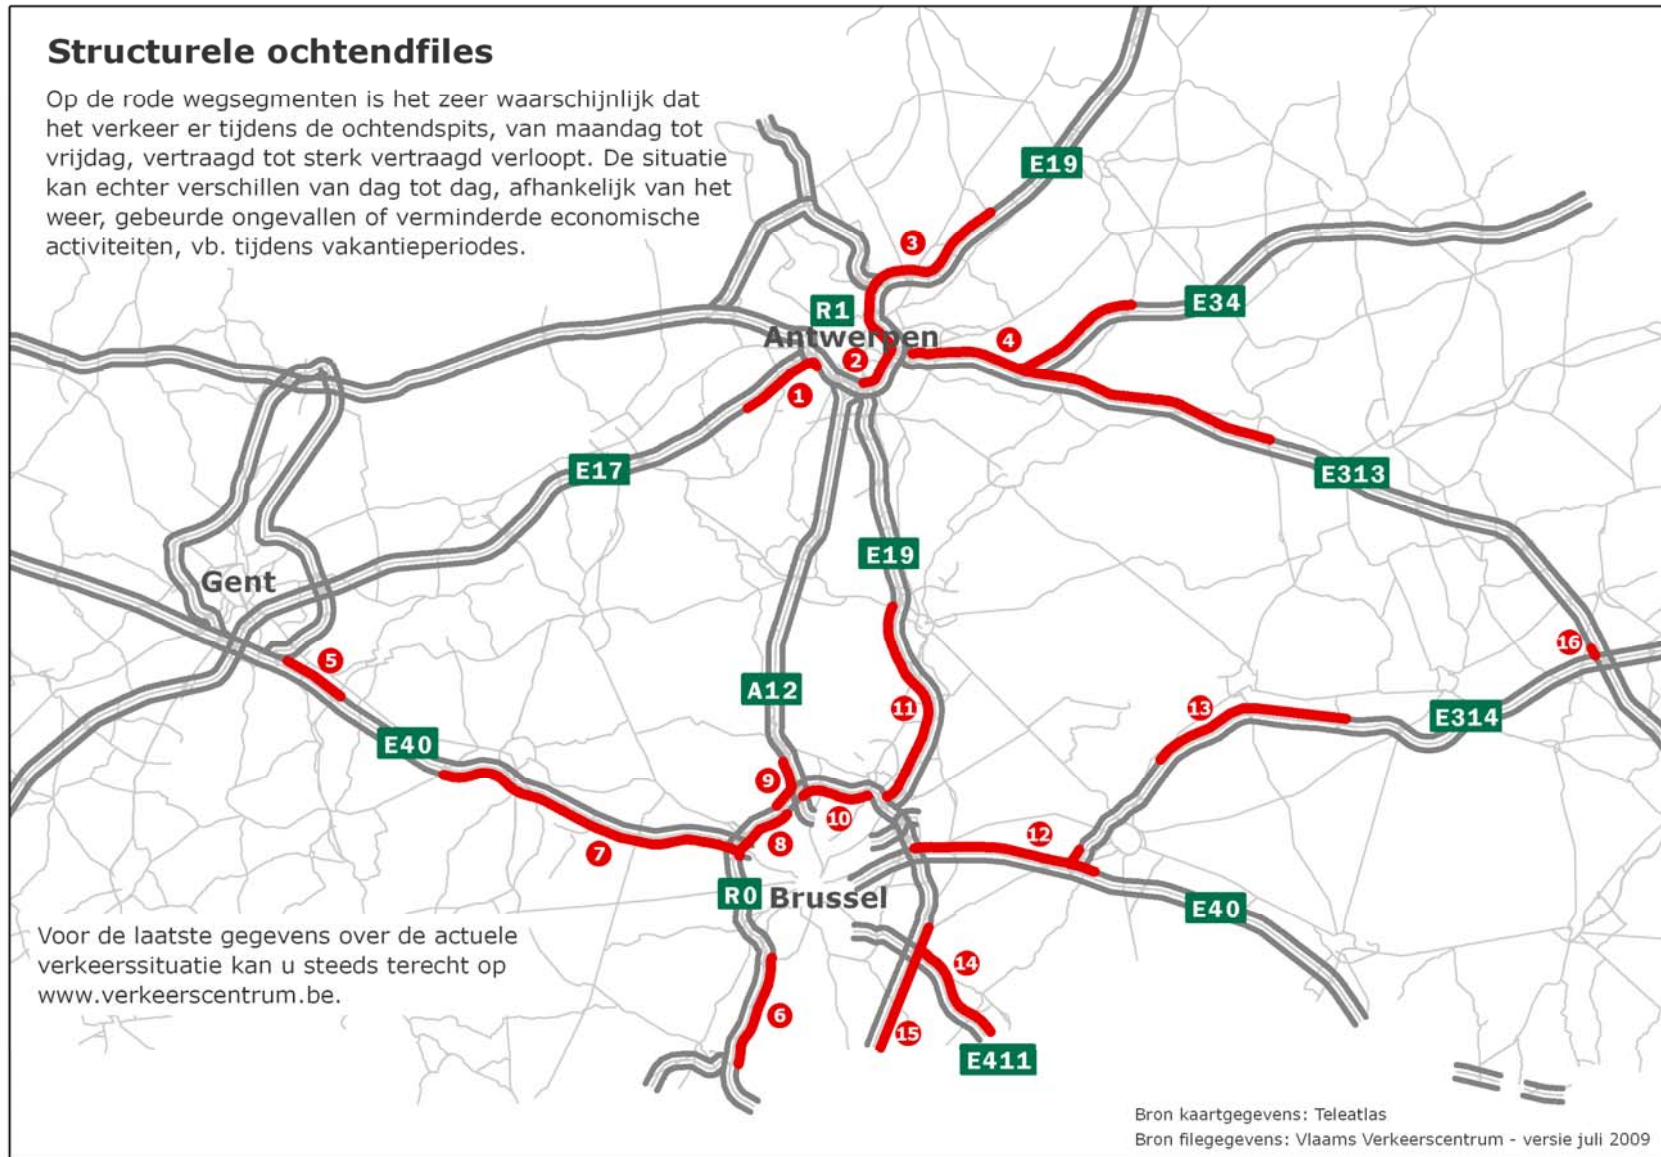 Structurele ochtendfiles
Op de rode wegsegmenten is het zeer waarschijnlijk dat
het verkeer er tijdens de ochtendspits, van maandag tot
vrijdag, vertraagd tot sterk vertraagd verloopt. De situatie
kan echter verschillen van dag tot dag, afhankelijk van het
weer, gebeurde ongevallen of verminderde economische
activiteiten, vb. tijdens vakantieperiodes.
E19
3
E34
R1
Antwerpen
4
2
1
E17
E313
E19
Gent
16
5
A12
11
13
E314
E40
9
10
12
8
7
R0
Brussel
E40
Voor de laatste gegevens over de actuele
verkeerssituatie kan u steeds terecht op
www.verkeerscentrum.be.
14
6
15
E411
Bron kaartgegevens: Teleatlas
Bron filegegevens: Vlaams Verkeerscentrum - versie juli 2009